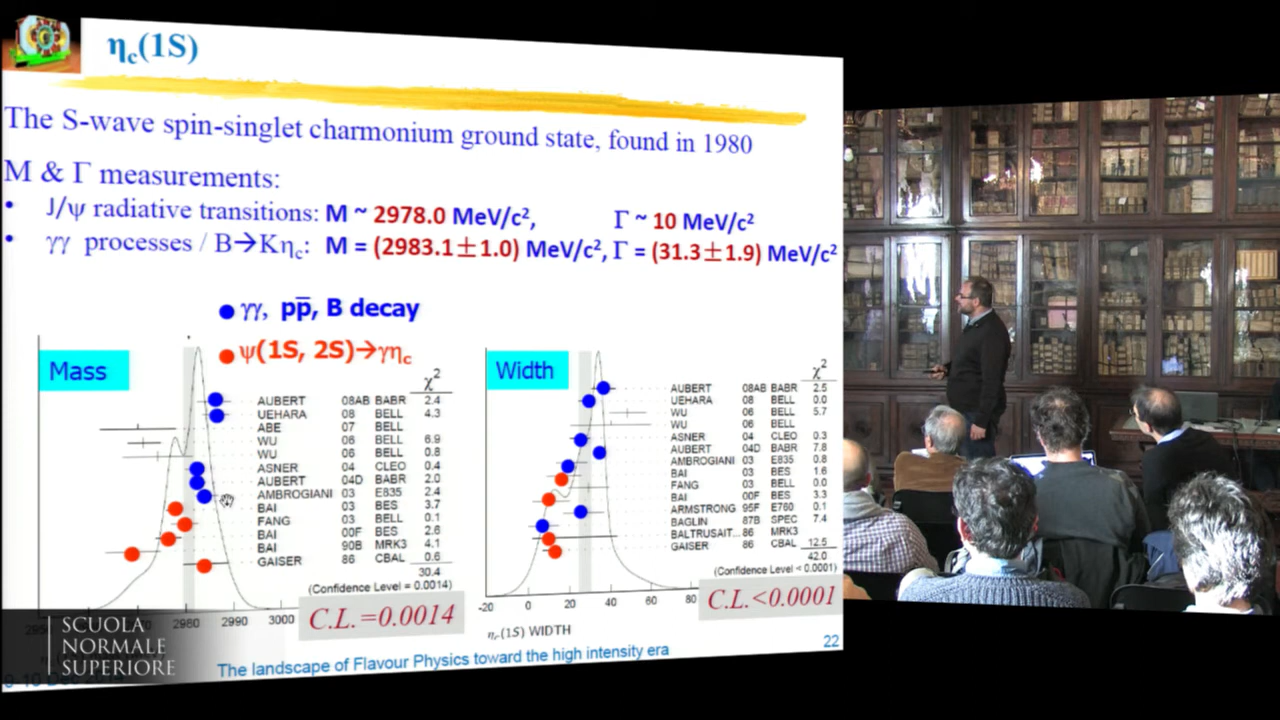 ηc(1S)
The S-wave spin-singlet charmonium ground state, found in 1980
M & Γ measurements:
• J/ψ radiative transitions: M ~ 2978.0 MeV/c², Γ ~ 10 MeV/c²
• γγ processes / B→Kηc: M = (2983.1±1.0) MeV/c², Γ = (31.3±1.9) MeV/c²
γγ, pp̅, B decay
ψ(1S, 2S)→γηc
Mass
χ²
AUBERT 08AB BABR 2.4
UEHARA 08 BELL 4.3
ABE 07 BELL
WU 06 BELL 6.9
WU 06 BELL 0.8
ASNER 04 CLEO 0.4
AUBERT 04D BABR 2.0
AMBROGIANI 03 E835 2.4
BAI 03 BES 3.7
FANG 03 BELL 0.1
BAI 00F BES 2.6
BAI 90B MRK3 4.1
GAISER 86 CBAL 0.6
30.4
(Confidence Level = 0.0014)
C.L.=0.0014
2980 2990 3000
Width
χ²
AUBERT 08AB BABR 2.5
UEHARA 08 BELL 0.0
WU 06 BELL 5.7
WU 06 BELL
ASNER 04 CLEO 0.3
AUBERT 04D BABR 7.8
AMBROGIANI 03 E835 0.8
BAI 03 BES 1.6
FANG 03 BELL 0.0
BAI 00F BES 3.3
ARMSTRONG 95F E760 0.1
BAGLIN 87B SPEC 7.4
BALTRUSAIT... 86 MRK3
GAISER 86 CBAL 12.5
42.0
(Confidence Level < 0.0001)
C.L.<0.0001
-20 0 20 40 60 80
ηc(1S) WIDTH
The landscape of Flavour Physics toward the high intensity era
22
SCUOLA
NORMALE
SUPERIORE